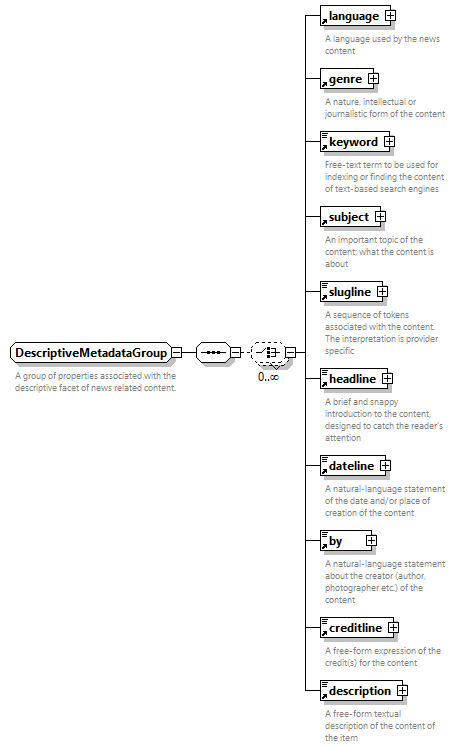 language
A language used by the news
content
genre
A nature, intellectual or
journalistic form of the content
keyword
Free-text term to be used for
indexing or finding the content
of text-based search engines
subject
An important topic of the
content; what the content is
about
slugline
A sequence of tokens
associated with the content.
The interpretation is provider
specific
DescriptiveMetadataGroup
A group of properties associated with the
descriptive facet of news related content.
0..∞
headline
A brief and snappy
introduction to the content,
designed to catch the reader's
attention
dateline
A natural-language statement
of the date and/or place of
creation of the content
by
A natural-language statement
about the creator (author,
photographer etc.) of the
content
creditline
A free-form expression of the
credit(s) for the content
description
A free-form textual
description of the content of
the item